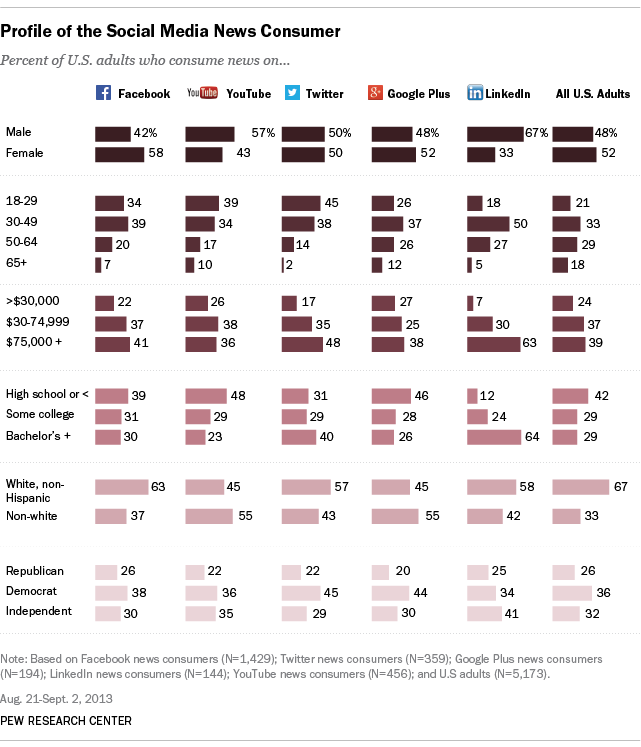 Profile of the Social Media News Consumer
Percent of U.S. adults who consume news on...
Facebook YouTube YouTube Twitter Google Plus LinkedIn All U.S. Adults
Male 42% 57% 50% 48% 67% 48%
Female 58 43 50 52 33 52
18-29 34 39 45 26 18 21
30-49 39 34 38 37 50 33
50-64 20 17 14 26 27 29
65+ 7 10 2 12 5 18
>$30,000 22 26 17 27 7 24
$30-74,999 37 38 35 25 30 37
$75,000 + 41 36 48 38 63 39
High school or < 39 48 31 46 12 42
Some college 31 29 29 28 24 29
Bachelor's + 30 23 40 26 64 29
White, non-
Hispanic 63 45 57 45 58 67
Non-white 37 55 43 55 42 33
Republican 26 22 22 20 25 26
Democrat 38 36 45 44 34 36
Independent 30 35 29 30 41 32
Note: Based on Facebook news consumers (N=1,429); Twitter news consumers (N=359); Google Plus news consumers
(N=194); LinkedIn news consumers (N=144); YouTube news consumers (N=456); and U.S adults (N=5,173).
Aug. 21-Sept. 2, 2013
PEW RESEARCH CENTER